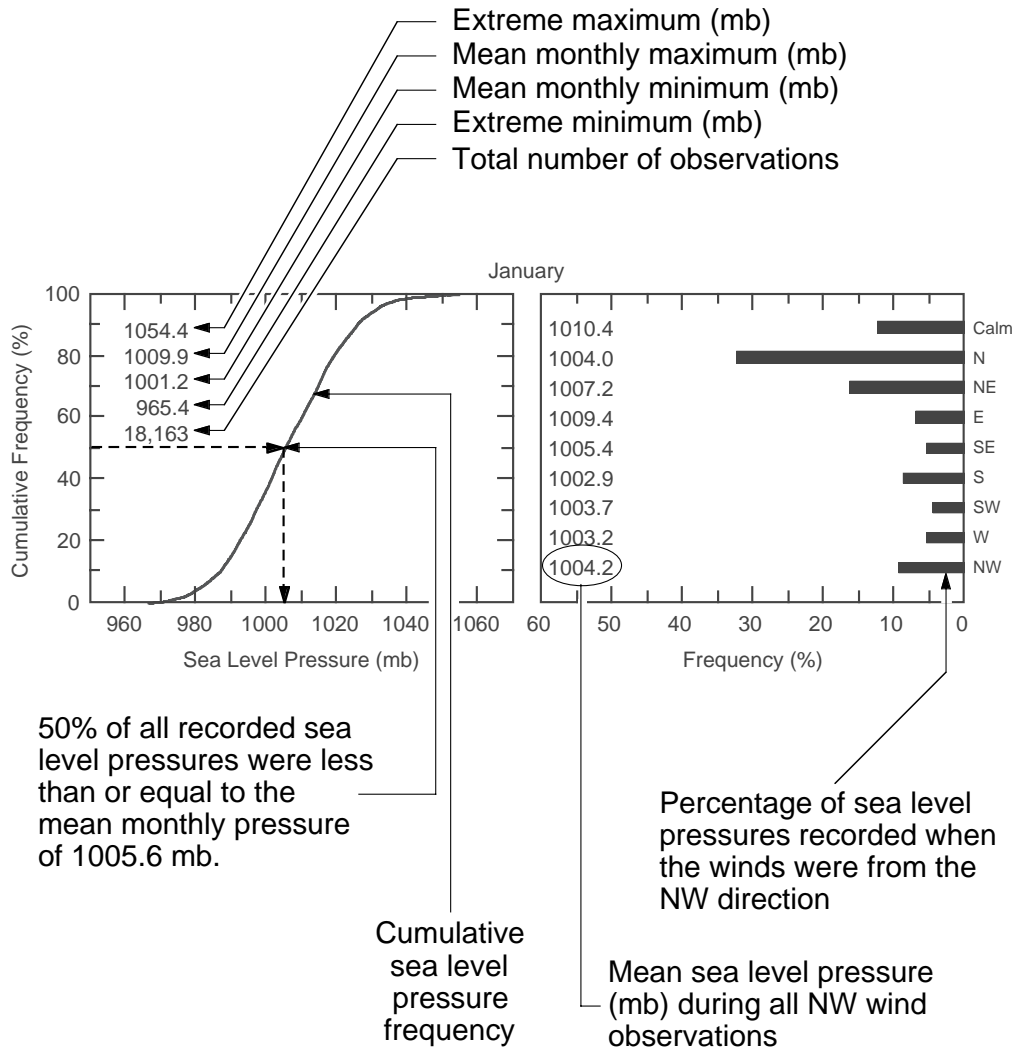 Extreme maximum (mb)
Mean monthly maximum (mb)
Mean monthly minimum (mb)
Extreme minimum (mb)
Total number of observations
January
Cumulative Frequency (%)
100
80
60
40
20
0
1054.4
1009.9
1001.2
965.4
18,163
960
980
1000
1020
1040
1060
Sea Level Pressure (mb)
1010.4
1004.0
1007.2
1009.4
1005.4
1002.9
1003.7
1003.2
1004.2
Calm
N
NE
E
SE
S
SW
W
NW
60
50
40
30
20
10
0
Frequency (%)
50% of all recorded sea
level pressures were less
than or equal to the
mean monthly pressure
of 1005.6 mb.
Percentage of sea level
pressures recorded when
the winds were from the
NW direction
Cumulative
sea level
pressure
frequency
Mean sea level pressure
(mb) during all NW wind
observations